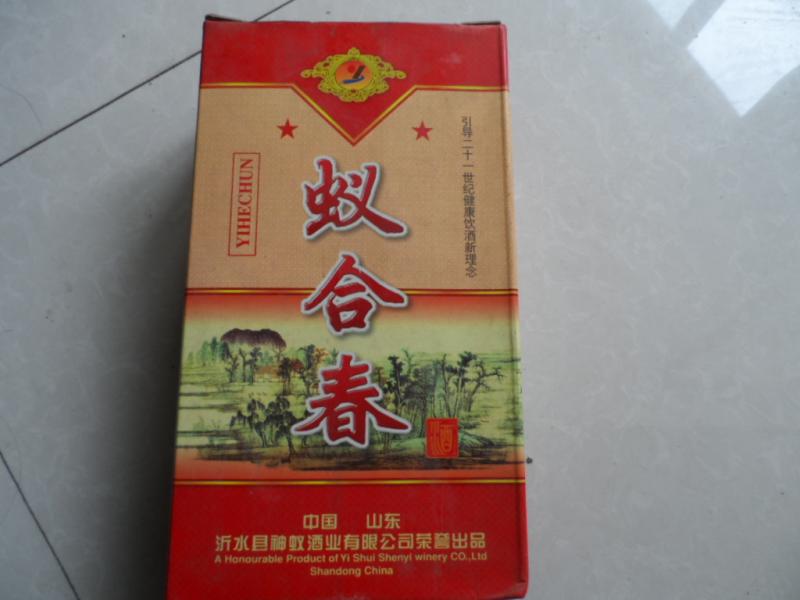 引导二十一世纪健康饮酒新理念
YIHECHUN
蚁合春
中国 山东
沂水县神蚁酒业有限公司荣誉出品
A Honourable Product of Yi Shui Shenyi winery CO.,Ltd
Shandong China